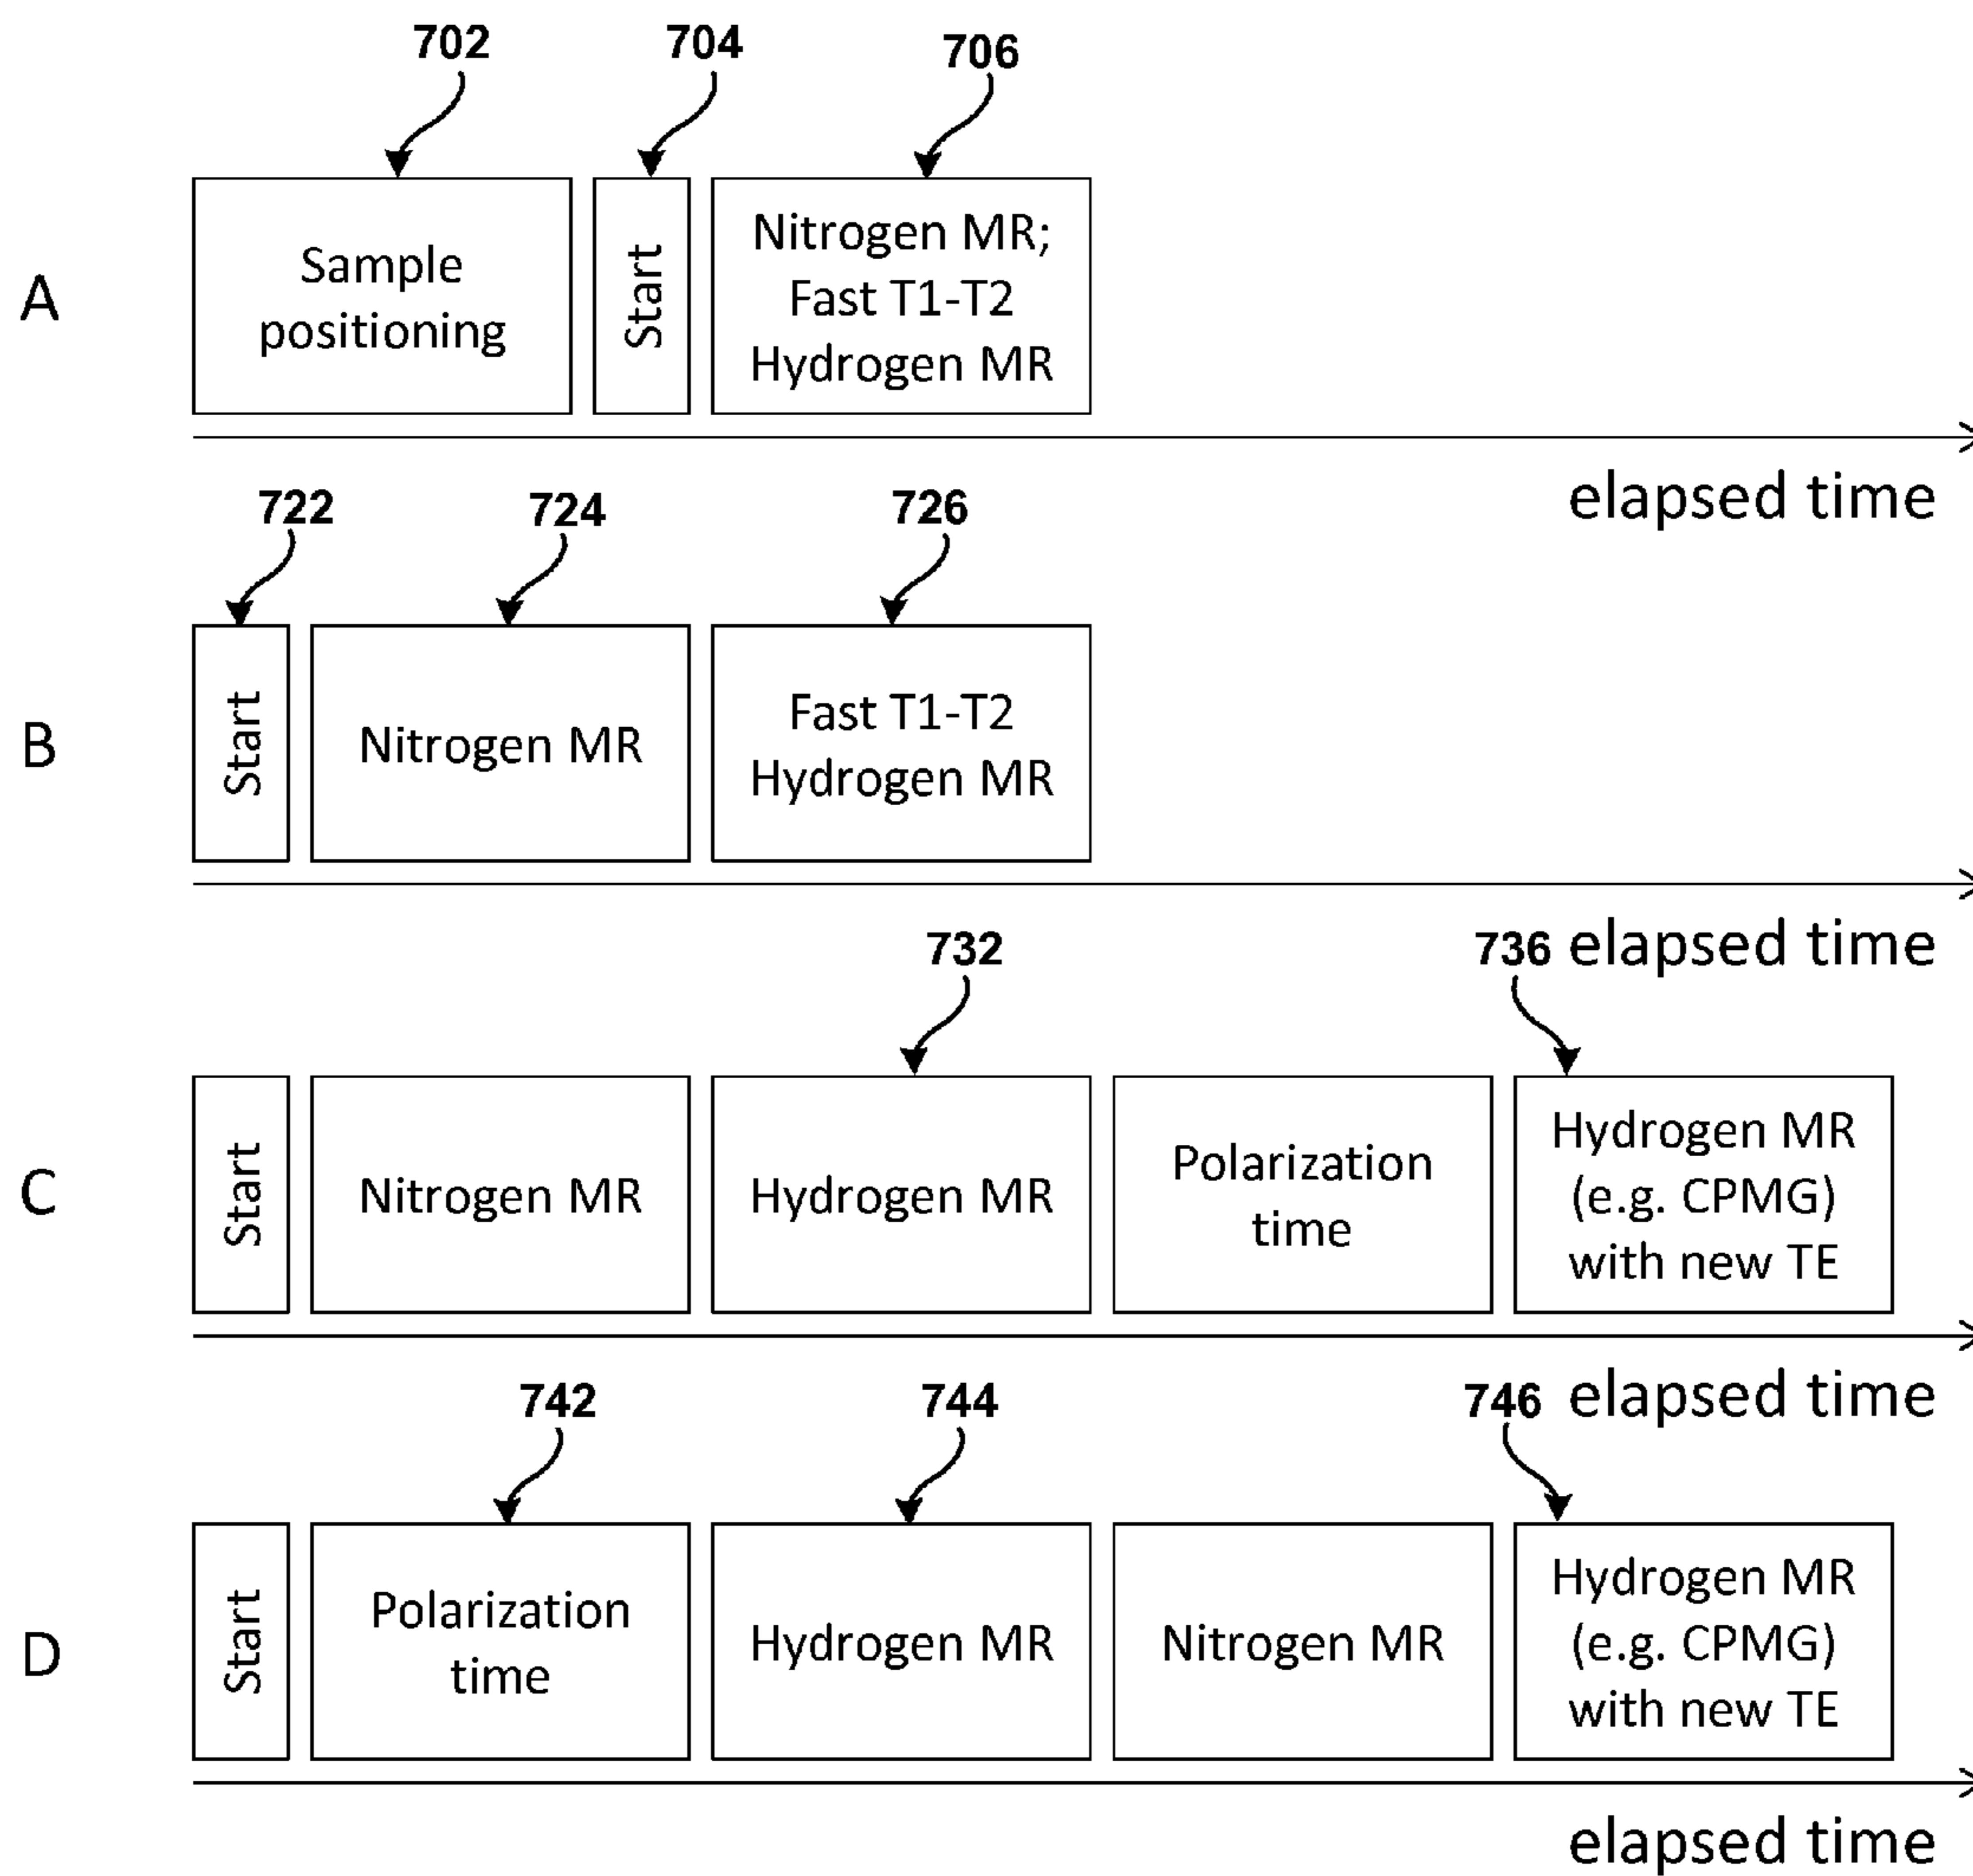 702
704
706
A
Sample
positioning
Start
Nitrogen MR;
Fast T1-T2
Hydrogen MR
elapsed time
722
724
726
B
Start
Nitrogen MR
Fast T1-T2
Hydrogen MR
elapsed time
732
736
C
Start
Nitrogen MR
Hydrogen MR
Polarization
time
Hydrogen MR
(e.g. CPMG)
with new TE
elapsed time
742
744
746
D
Start
Polarization
time
Hydrogen MR
Nitrogen MR
Hydrogen MR
(e.g. CPMG)
with new TE
elapsed time